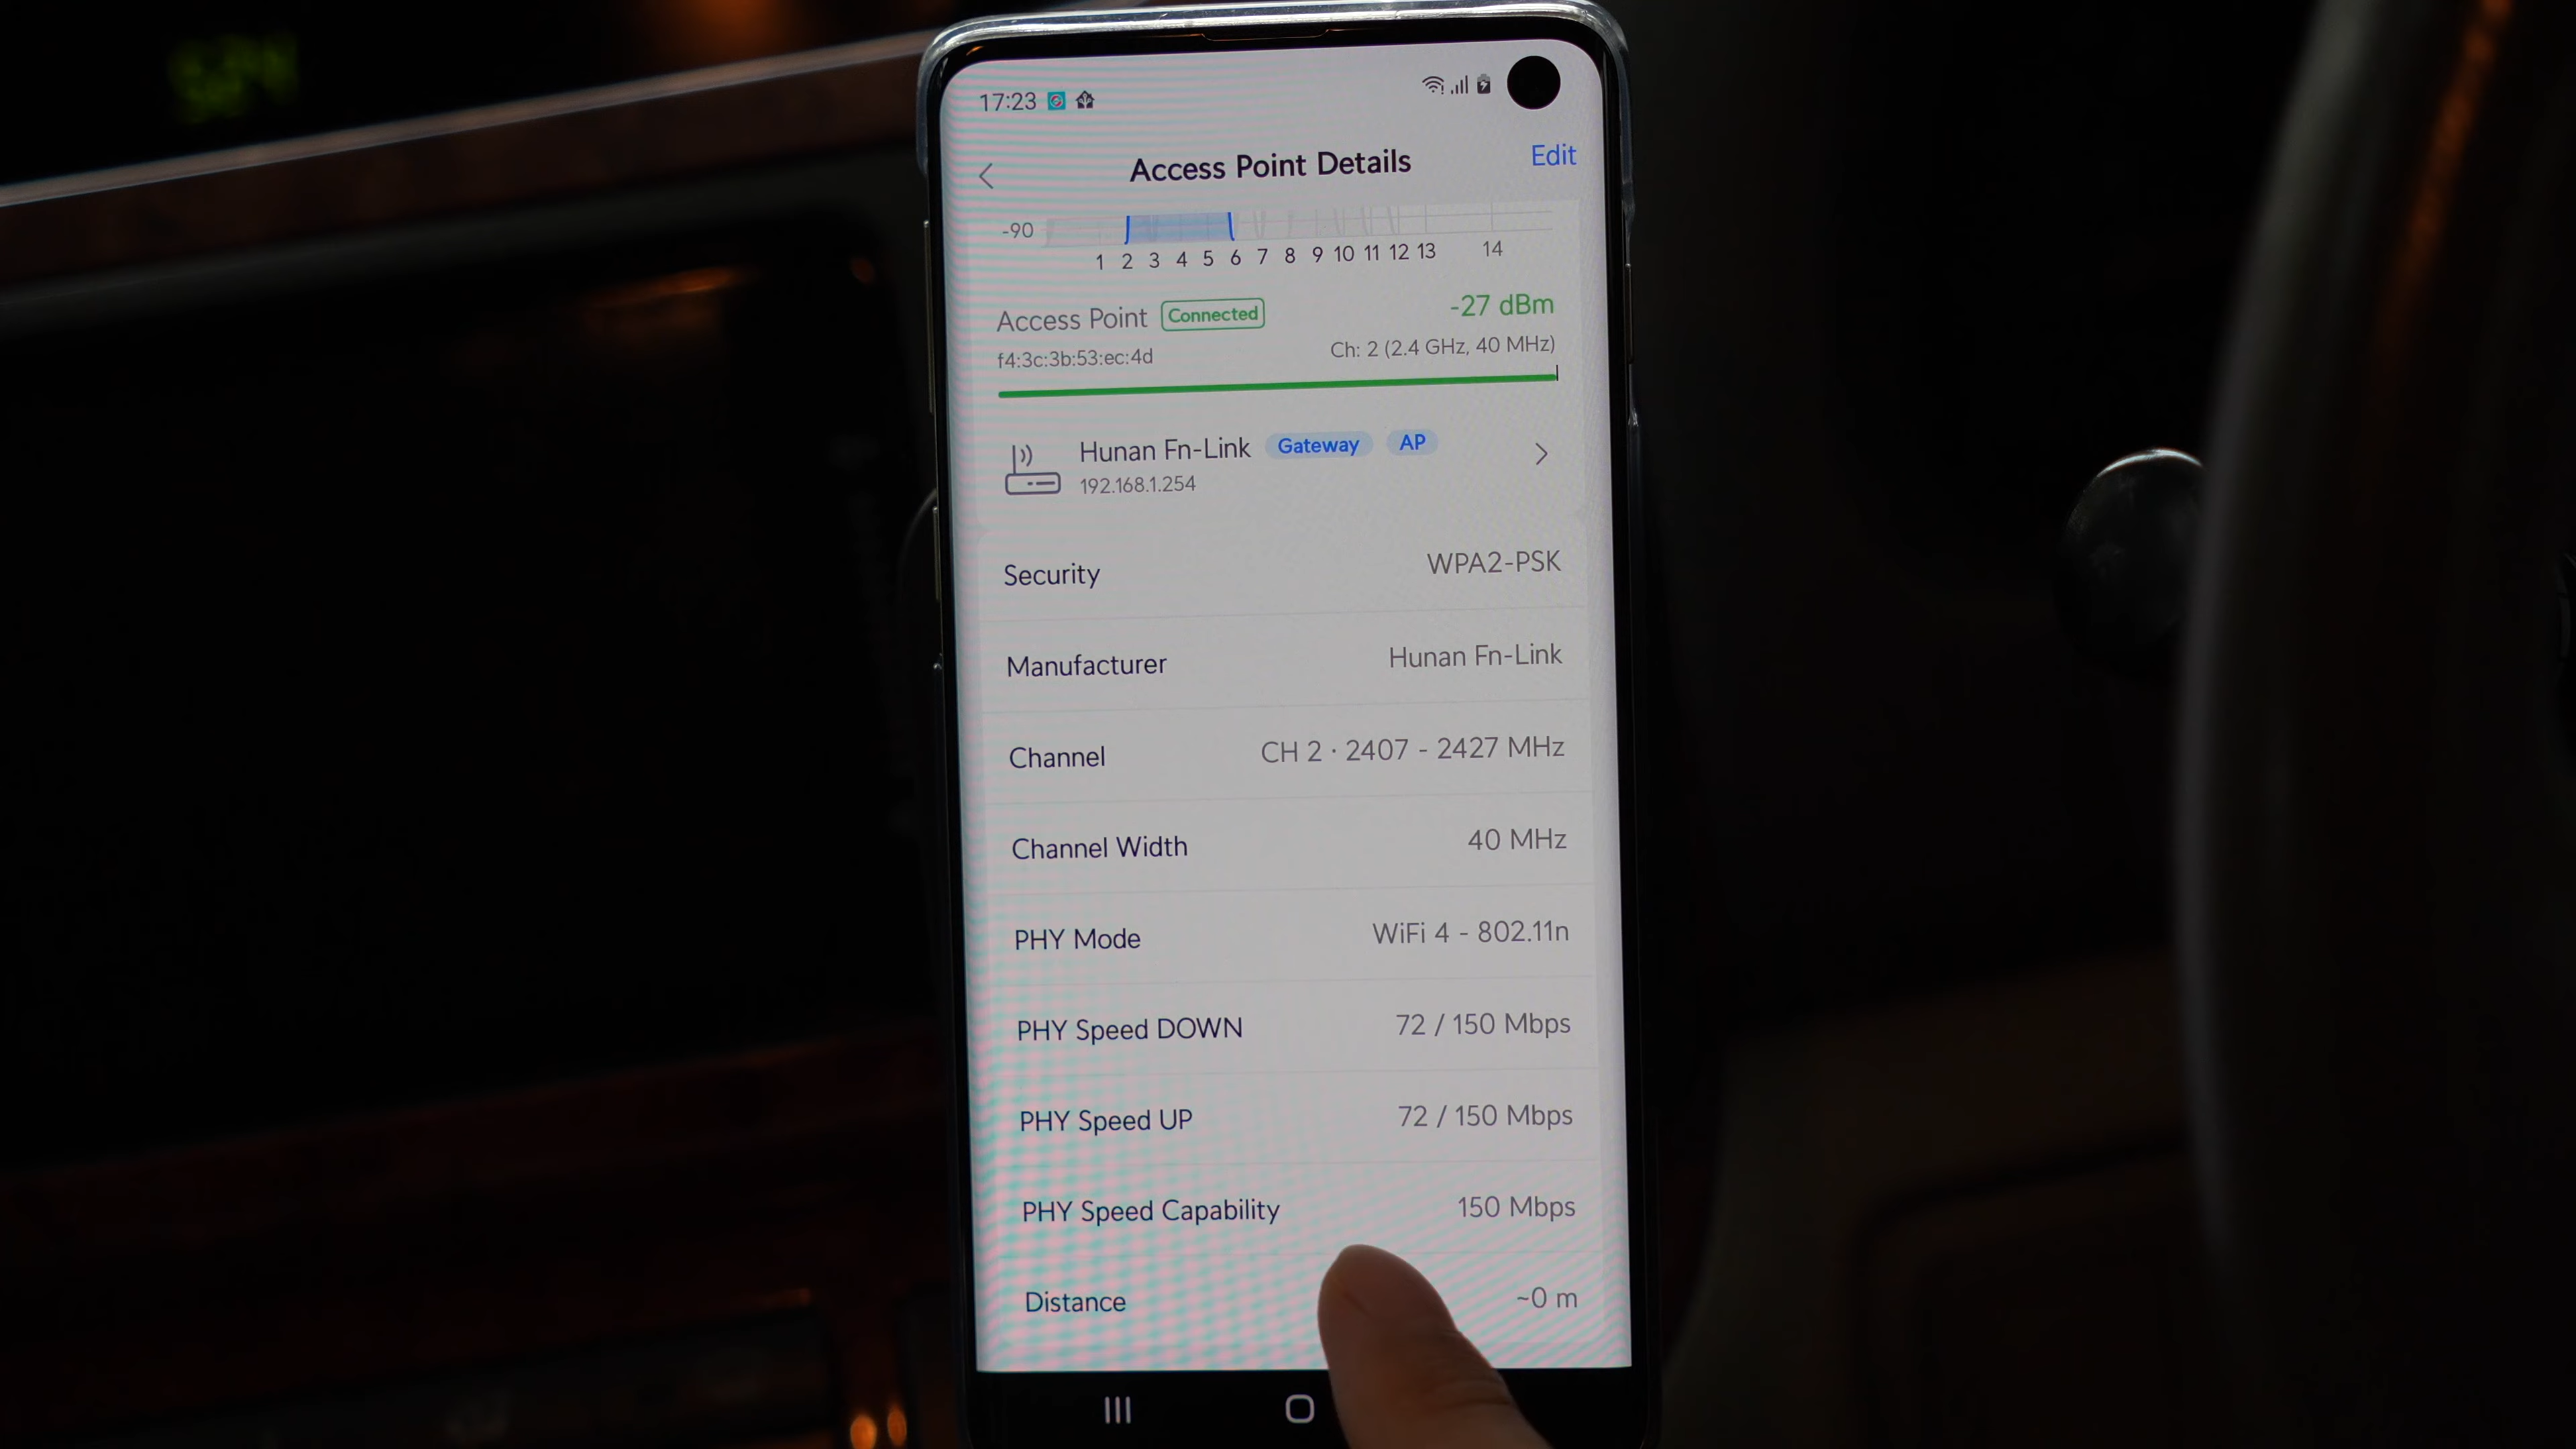 17:23
Access Point Details
Edit
-90
1 2 3 4 5 6 7 8 9 10 11 12 13 14
Access Point Connected -27 dBm
f4:3c:3b:53:ec:4d Ch: 2 (2.4 GHz, 40 MHz)
Hunan Fn-Link Gateway AP
192.168.1.254
Security WPA2-PSK
Manufacturer Hunan Fn-Link
Channel CH 2 · 2407 - 2427 MHz
Channel Width 40 MHz
PHY Mode WiFi 4 - 802.11n
PHY Speed DOWN 72 / 150 Mbps
PHY Speed UP 72 / 150 Mbps
PHY Speed Capability 150 Mbps
Distance ~0 m